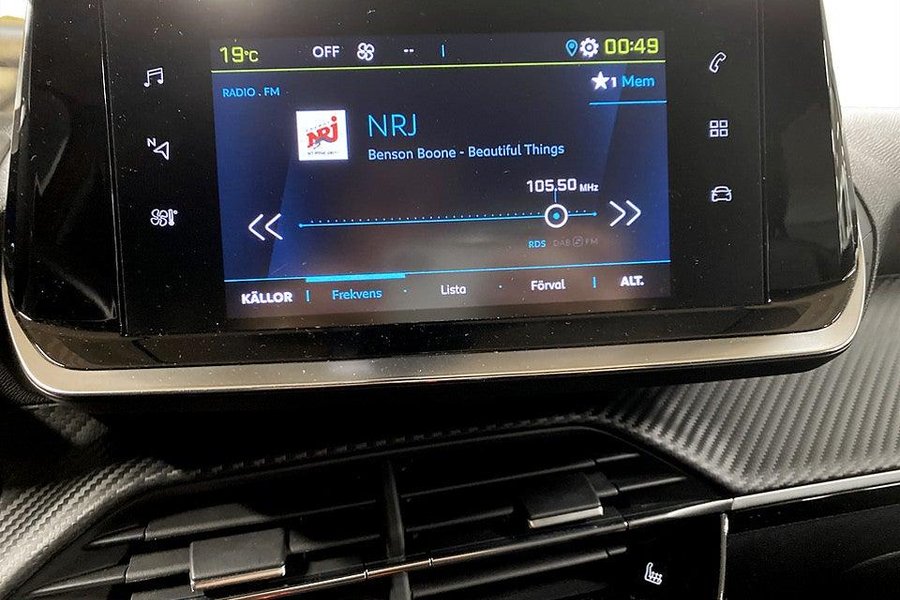 19°C OFF -- 00:49
RADIO . FM
1 Mem
NRJ
NRJ
Benson Boone - Beautiful Things
105.50 MHz
RDS DAB FM
KÄLLOR Frekvens Lista Förval ALT.
N